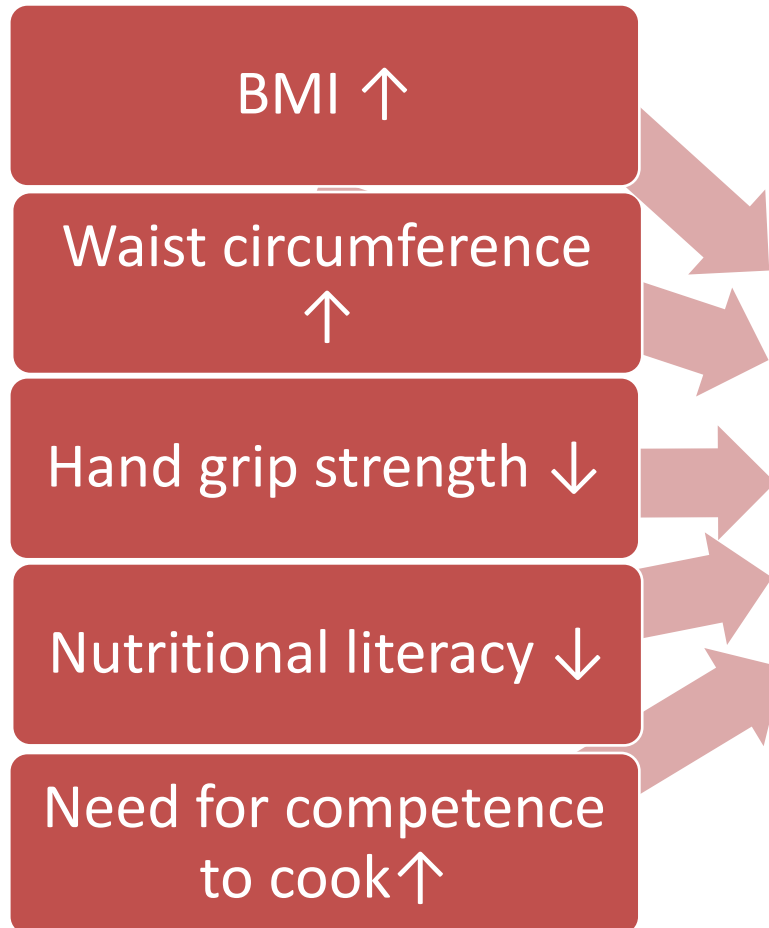 BMI ↑
Waist circumference
↑
Hand grip strength ↓
Nutritional literacy ↓
Need for competence
to cook↑